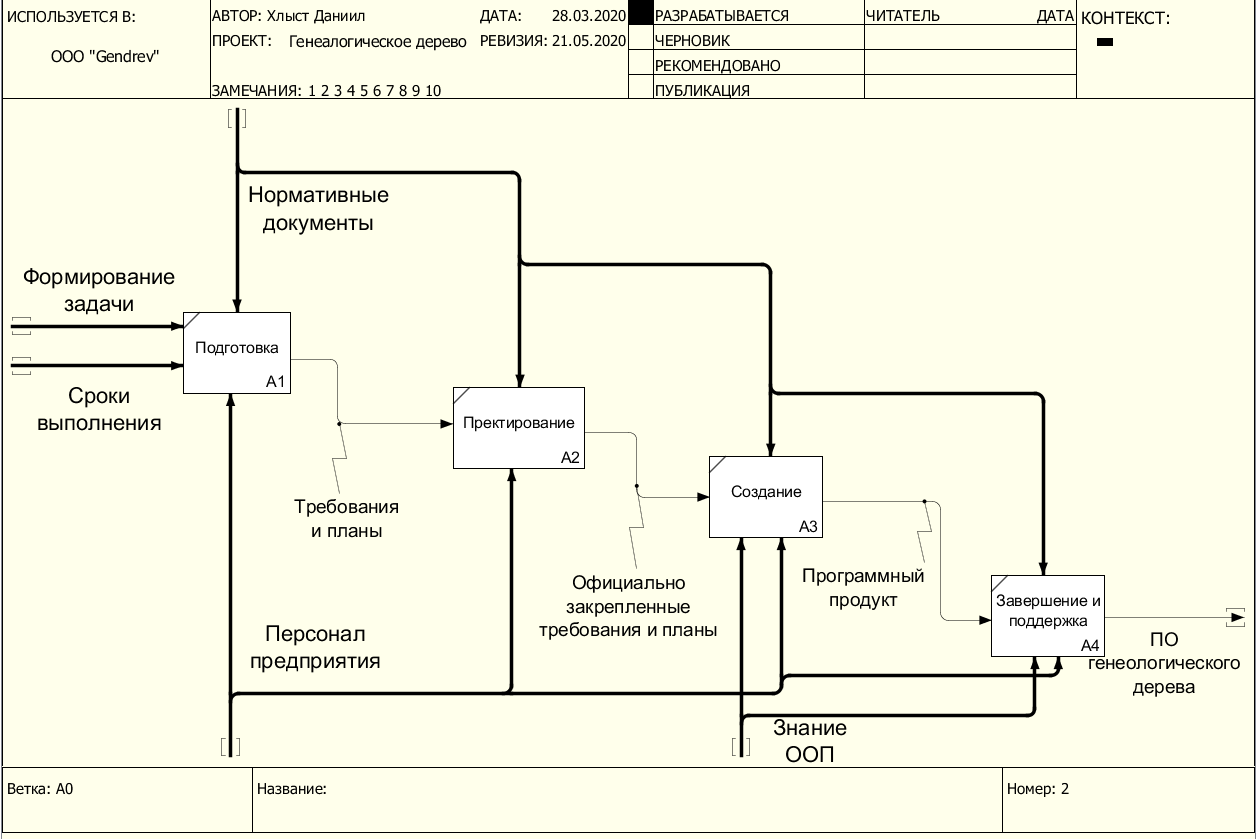 ИСПОЛЬЗУЕТСЯ В:
ООО "Gendrev"
АВТОР: Хлыст Даниил
ДАТА: 28.03.2020
ПРОЕКТ: Генеалогическое дерево
РЕВИЗИЯ: 21.05.2020
ЗАМЕЧАНИЯ: 1 2 3 4 5 6 7 8 9 10
РАЗРАБАТЫВАЕТСЯ
ЧЕРНОВИК
РЕКОМЕНДОВАНО
ПУБЛИКАЦИЯ
ЧИТАТЕЛЬ
ДАТА
КОНТЕКСТ:
Нормативные
документы
Формирование
задачи
Сроки
выполнения
Подготовка
A1
Требования
и планы
Пректирование
A2
Официально
закрепленные
требования и планы
Создание
A3
Программный
продукт
Завершение и
поддержка
A4
ПО
генеологического
дерева
Персонал
предприятия
Знание
ООП
Ветка: A0
Название:
Номер: 2